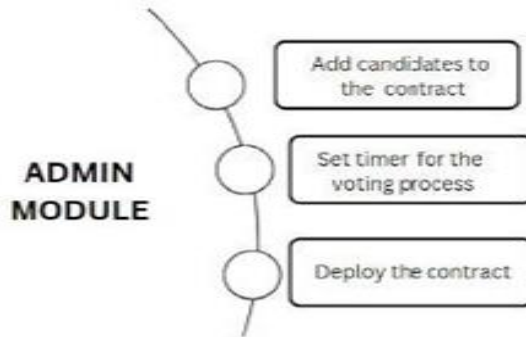 ADMIN
MODULE
Add candidates to
the contract
Set timer for the
voting process
Deploy the contract